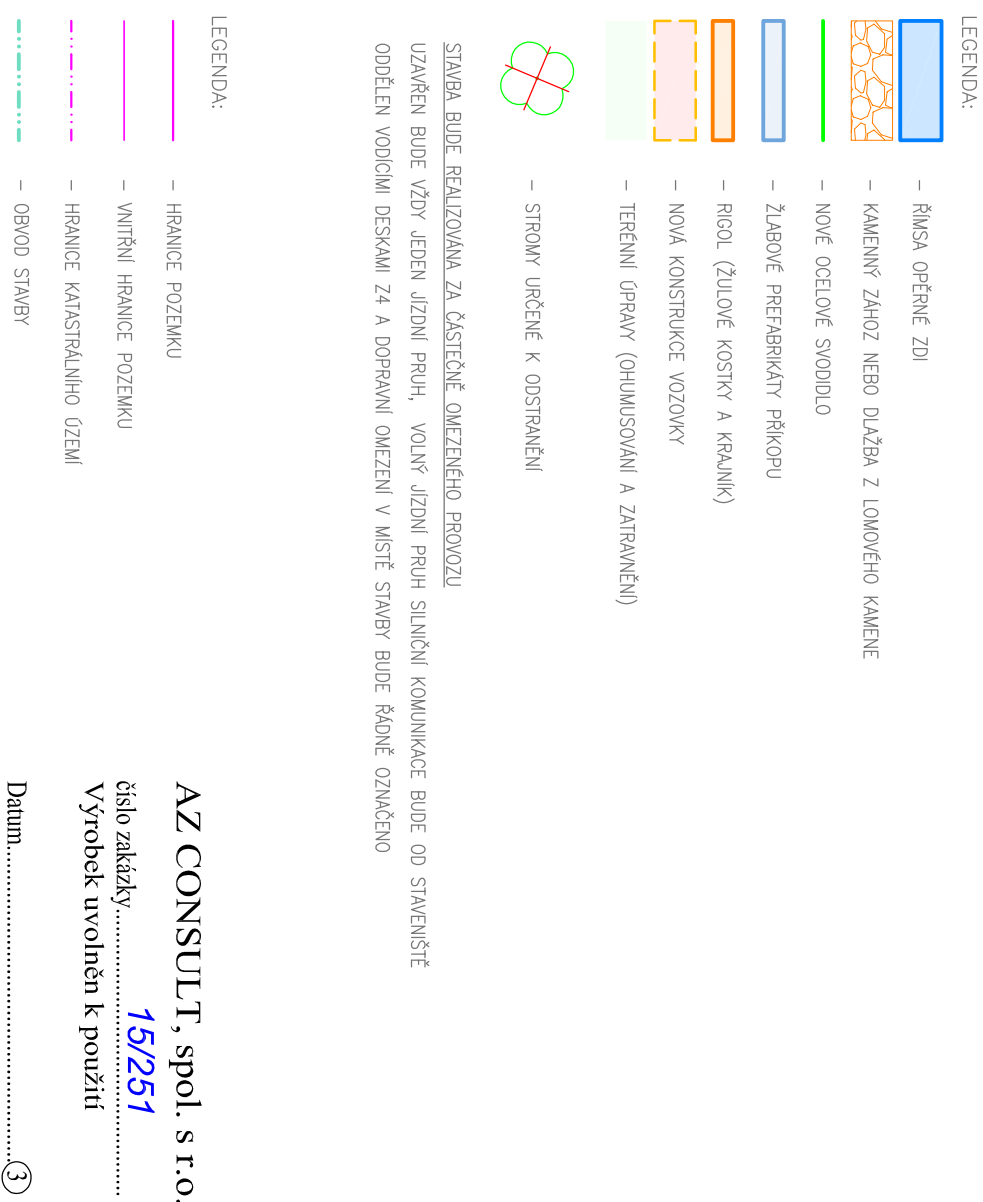 LEGENDA:
– ŘÍMSA OPĚRNÉ ZDI
– KAMENNÝ ZÁHOZ NEBO DLAŽBA Z LOMOVÉHO KAMENE
– NOVÉ OCELOVÉ SVODIDLO
– ŽLABOVÉ PREFABRIKÁTY PŘÍKOPU
– RIGOL (ŽULOVÉ KOSTKY A KRAJNÍK)
– NOVÁ KONSTRUKCE VOZOVKY
– TERÉNNÍ ÚPRAVY (OHUMUSOVÁNÍ A ZATRAVNĚNÍ)
– STROMY URČENÉ K ODSTRANĚNÍ
STAVBA BUDE REALIZOVÁNA ZA ČÁSTEČNĚ OMEZENÉHO PROVOZU
UZAVŘEN BUDE VŽDY JEDEN JÍZDNÍ PRUH, VOLNÝ JÍZDNÍ PRUH SILNIČNÍ KOMUNIKACE BUDE OD STAVENIŠTĚ
ODDĚLEN VODÍCÍMI DESKAMI Z4 A DOPRAVNÍ OMEZENÍ V MÍSTĚ STAVBY BUDE ŘÁDNĚ OZNAČENO
LEGENDA:
– HRANICE POZEMKU
– VNITŘNÍ HRANICE POZEMKU
– HRANICE KATASTRÁLNÍHO ÚZEMÍ
– OBVOD STAVBY
AZ CONSULT, spol. s r.o.
číslo zakázky..........15/251..........
Výrobek uvolněn k použití
Datum....................3